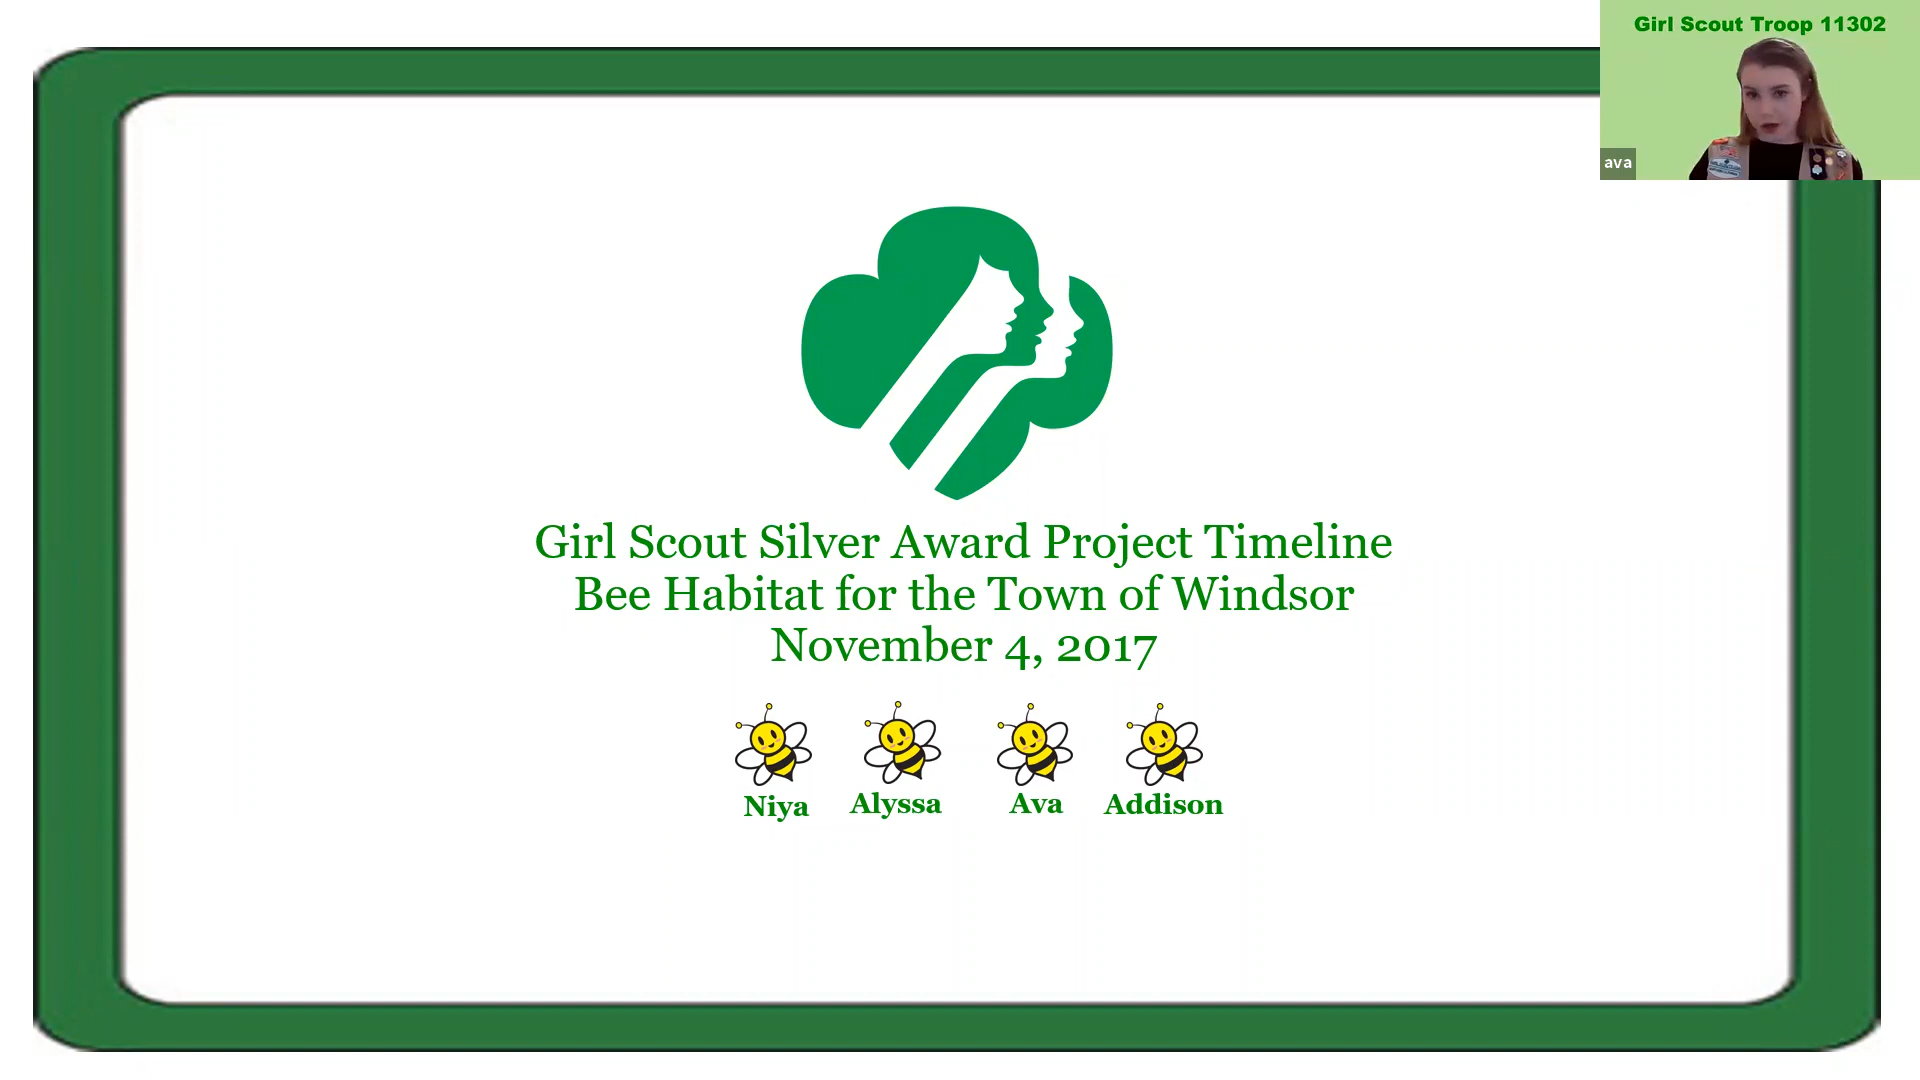 Girl Scout Troop 11302
ava
Girl Scout Silver Award Project Timeline
Bee Habitat for the Town of Windsor
November 4, 2017
Niya Alyssa Ava Addison